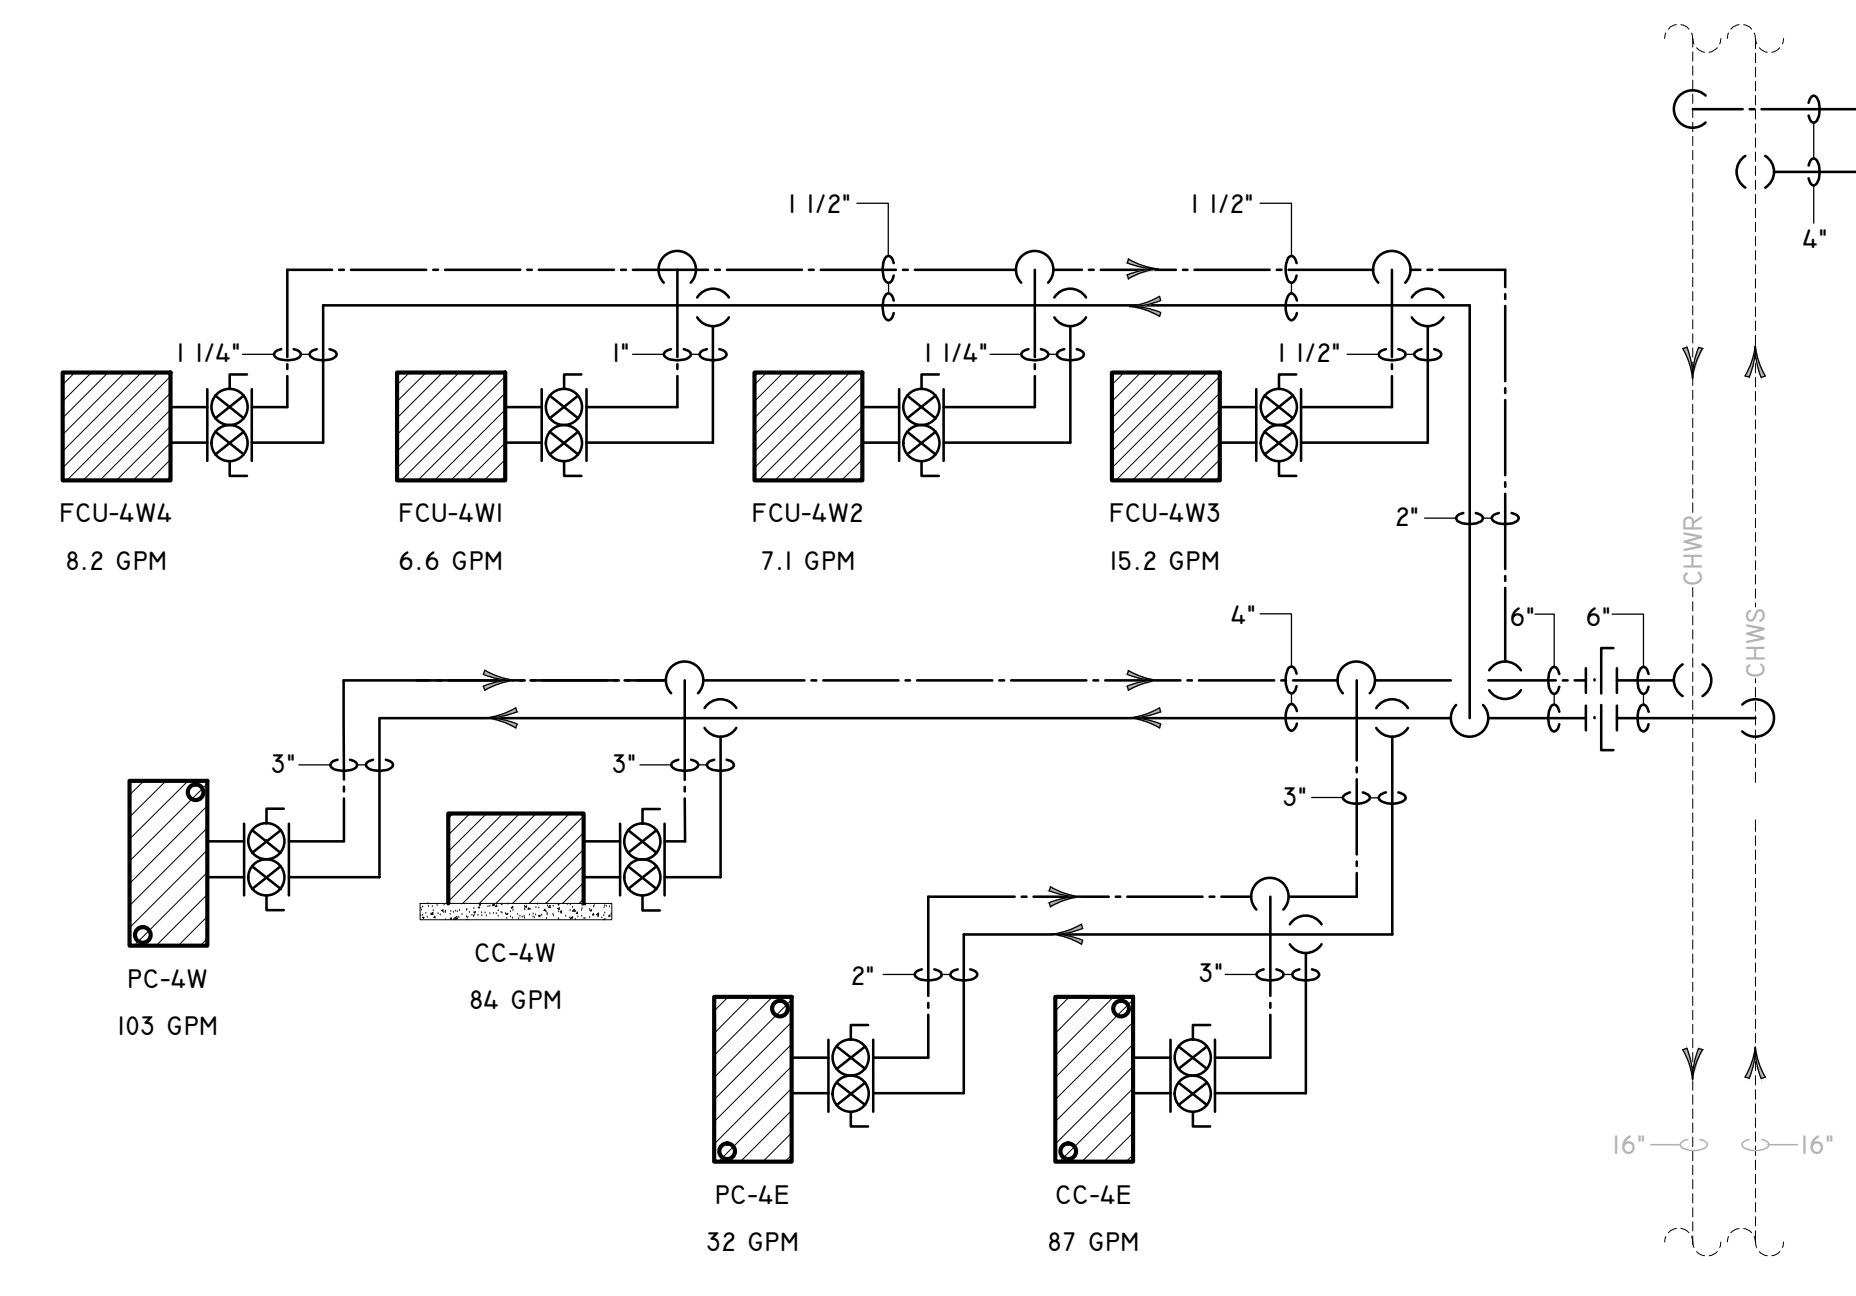 1 1/2"
1 1/2"
4"
1 1/4"
1"
1 1/4"
1 1/2"
FCU-4W4
8.2 GPM
FCU-4W1
6.6 GPM
FCU-4W2
7.1 GPM
FCU-4W3
15.2 GPM
2"
CHWR
CHWS
4"
6"
6"
3"
3"
3"
PC-4W
103 GPM
CC-4W
84 GPM
2"
3"
PC-4E
32 GPM
CC-4E
87 GPM
16"
16"